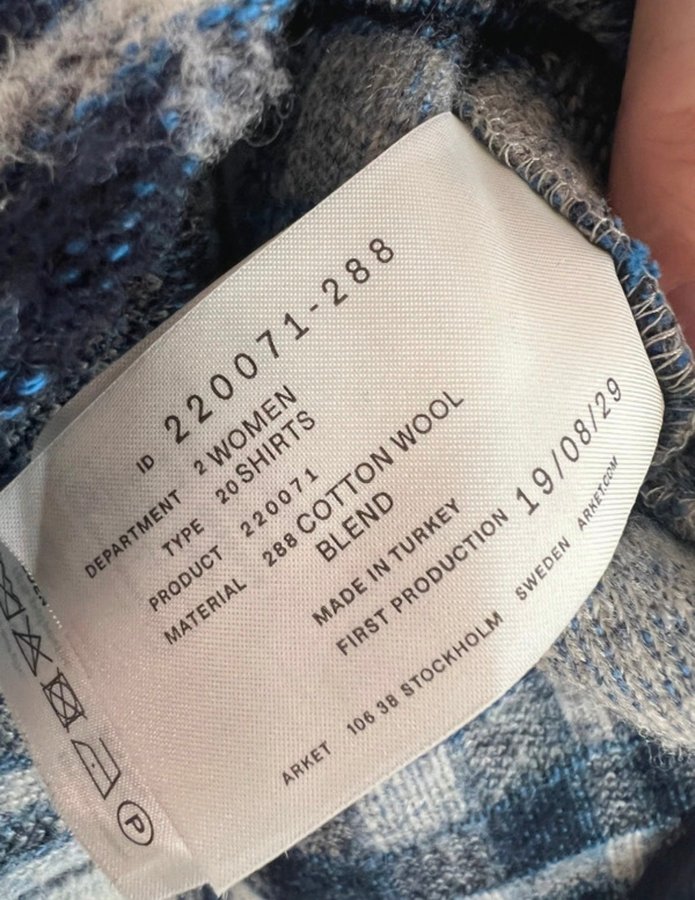 ID 220071-288
DEPARTMENT 2 WOMEN
TYPE 20 SHIRTS
PRODUCT 220071
MATERIAL 288 COTTON WOOL
BLEND
MADE IN TURKEY
FIRST PRODUCTION 19/08/29
ARKET 106 38 STOCKHOLM SWEDEN ARKET.COM
P